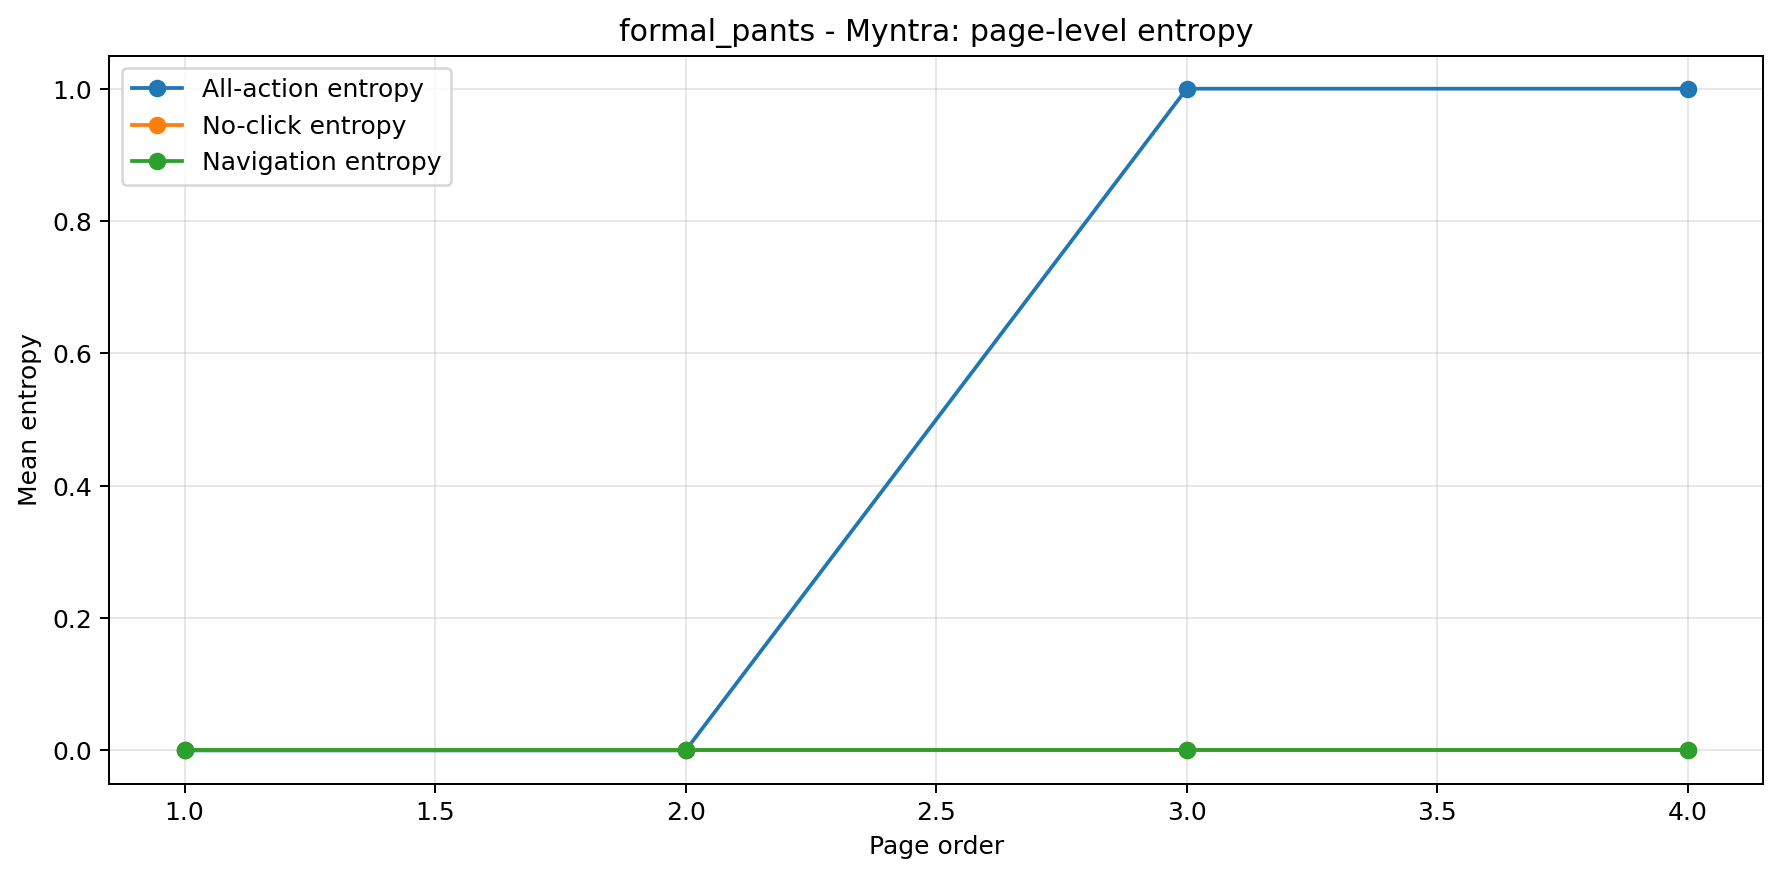 formal_pants - Myntra: page-level entropy
All-action entropy
No-click entropy
Navigation entropy
Mean entropy
1.0
0.8
0.6
0.4
0.2
0.0
1.0 1.5 2.0 2.5 3.0 3.5 4.0
Page order